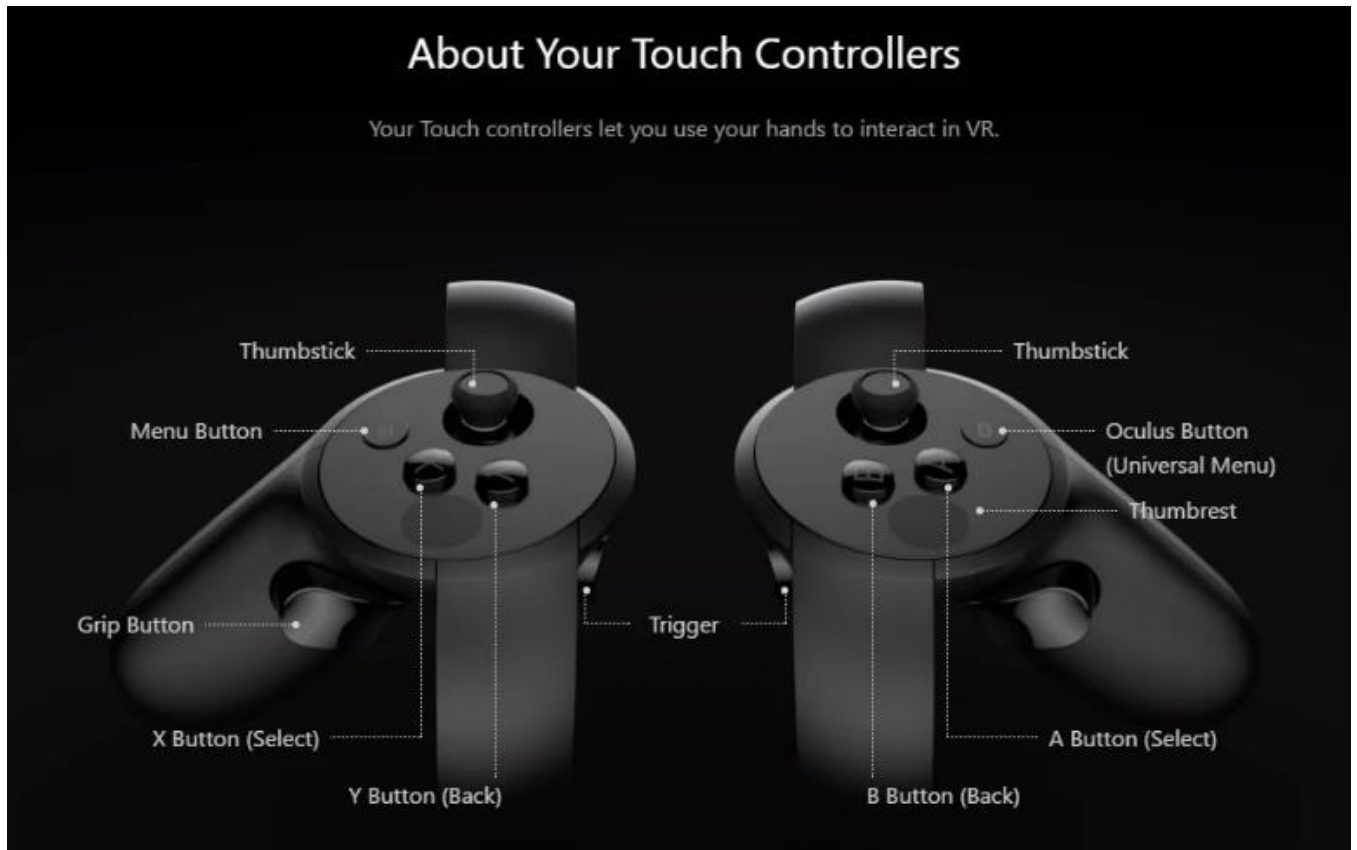 About Your Touch Controllers
Your Touch controllers let you use your hands to interact in VR.
Thumbstick
Thumbstick
Menu Button
Oculus Button
(Universal Menu)
Thumbrest
Grip Button
Trigger
X Button (Select)
A Button (Select)
Y Button (Back)
B Button (Back)
X
Y
B
A